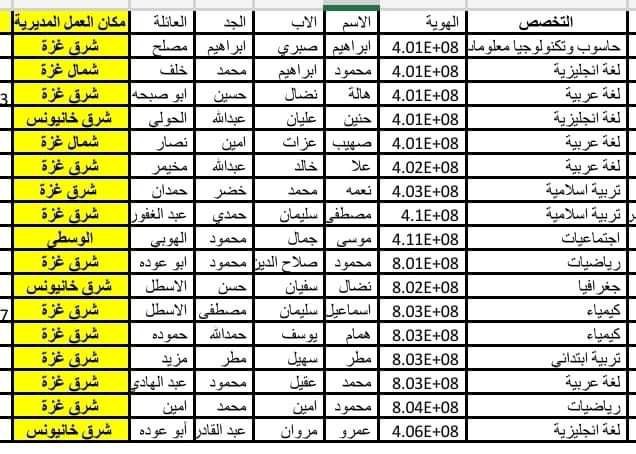 التخصص الهوية الاسم الاب الجد العائلة مكان العمل المديرية
حاسوب وتكنولوجيا معلومات 4.01E+08 ابراهيم صبري ابراهيم مصلح شرق غزة
لغة انجليزية 4.01E+08 محمود ابراهيم محمد خلف شمال غزة
لغة عربية 4.01E+08 هالة نضال حسين ابو صبحه شرق غزة 3
لغة انجليزية 4.01E+08 حنين عليان عبدالله الحولي شرق خانيونس
لغة عربية 4.01E+08 صهيب عزات امين نصار شمال غزة
لغة عربية 4.02E+08 علا خالد عبدالله مخيمر شرق غزة
تربية اسلامية 4.03E+08 نعمه محمد خضر حمدان شرق غزة
تربية اسلامية 4.1E+08 مصطفى سليمان حمدي عبد الغفور شرق غزة
اجتماعيات 4.11E+08 موسى جمال محمود الهوبي الوسطى
رياضيات 8.01E+08 محمود صلاح الدين محمود ابو عوده شرق غزة
جغرافيا 8.02E+08 نضال سفيان حسن الاسطل شرق خانيونس
كيمياء 8.03E+08 اسماعيل سليمان مصطفى الاسطل شرق غزة 7
كيمياء 8.03E+08 همام يوسف حمدالله حموده شرق غزة
تربية ابتدائي 8.03E+08 مطر سهيل مطر مزيد شرق غزة
لغة عربية 8.03E+08 محمد عقيل محمود عبد الهادي شرق غزة
رياضيات 8.04E+08 محمود امين محمد امين شرق غزة
لغة انجليزية 4.06E+08 عمرو مروان عبد القادر أبو عوده شرق خانيونس